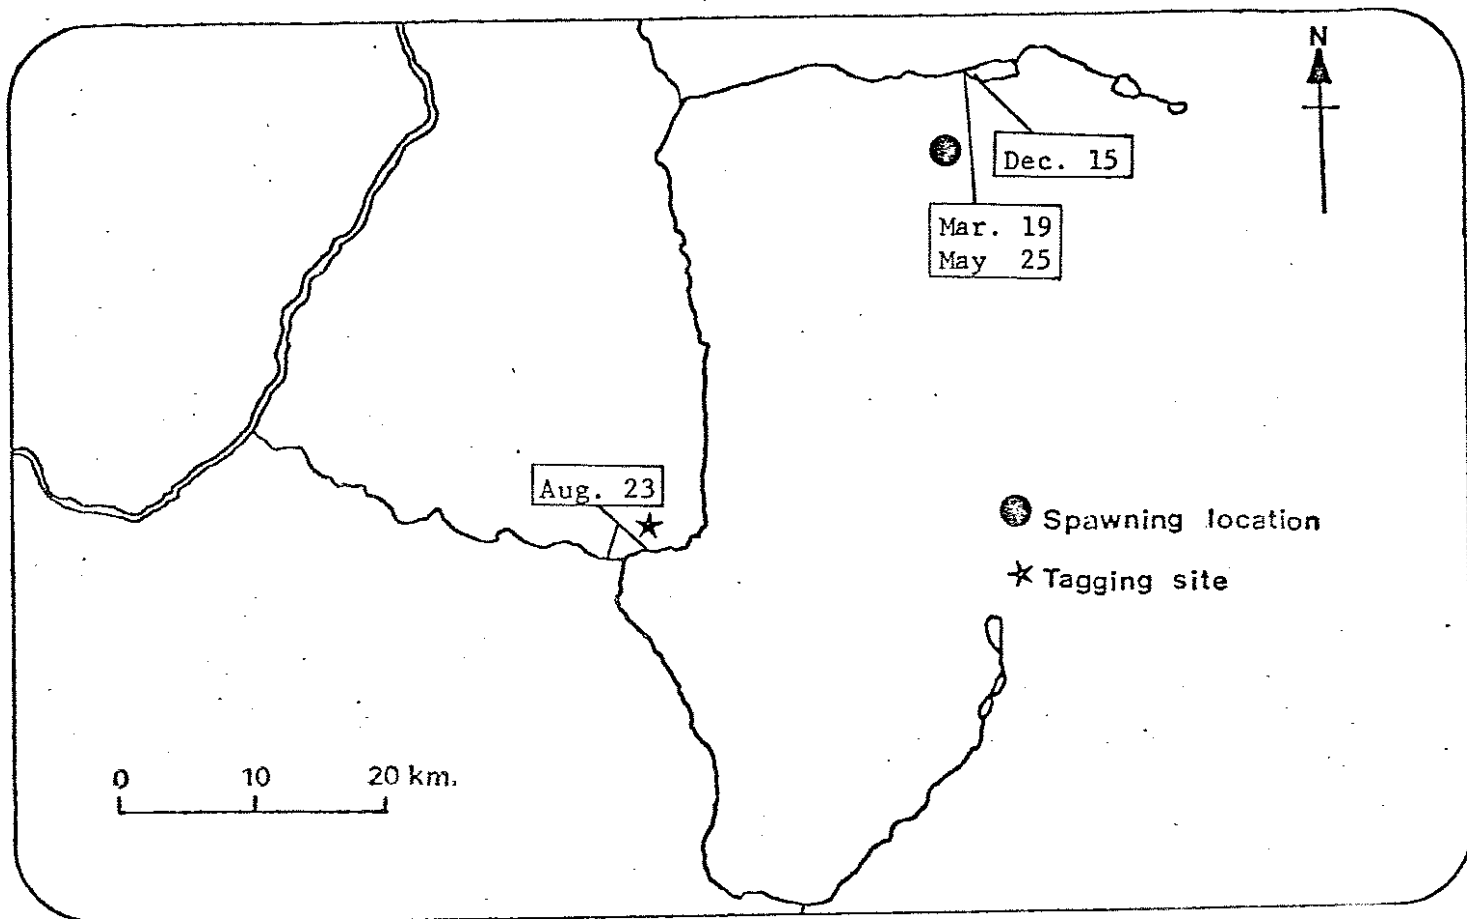 N
Dec. 15
Mar. 19
May 25
Aug. 23
Spawning location
Tagging site
0 10 20 km.